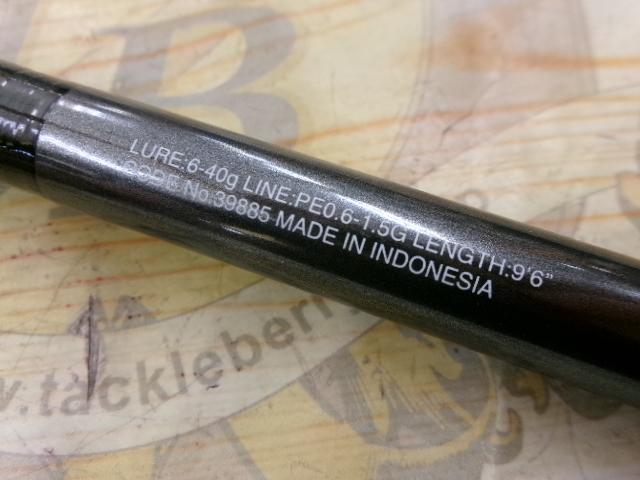 B
LURE:6-40g LINE:PE0.6-1.5G LENGTH:9'6"
CODE No.39885 MADE IN INDONESIA
w.tackleberr